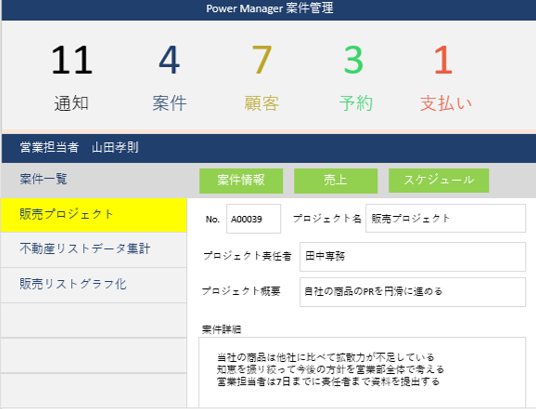 Power Manager 案件管理
11 4 7 3 1
通知 案件 顧客 予約 支払い
営業担当者 山田孝則
案件一覧
案件情報 売上 スケジュール
販売プロジェクト
不動産リストデータ集計
販売リストグラフ化
No. A00039 プロジェクト名 販売プロジェクト
プロジェクト責任者 田中専務
プロジェクト概要 自社の商品のPRを円滑に進める
案件詳細
当社の商品は他社に比べて拡散力が不足している
知恵を振り絞って今後の方針を営業部全体で考える
営業担当者は7日までに責任者まで資料を提出する